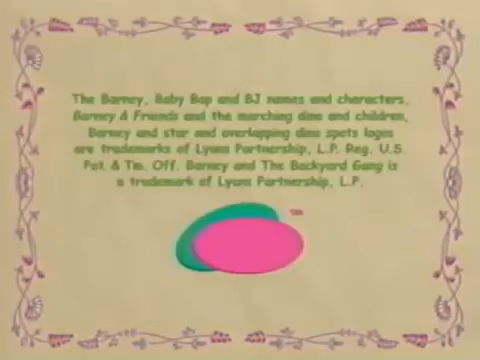 The Barney, Baby Bop and BJ names and characters,
Barney & Friends and the marching dino and children,
Barney and star and overlapping dino spots logos
are trademarks of Lyons Partnership, L.P. Reg. U.S.
Pat. & Tm. Off. Barney and The Backyard Gang is
a trademark of Lyons Partnership, L.P.